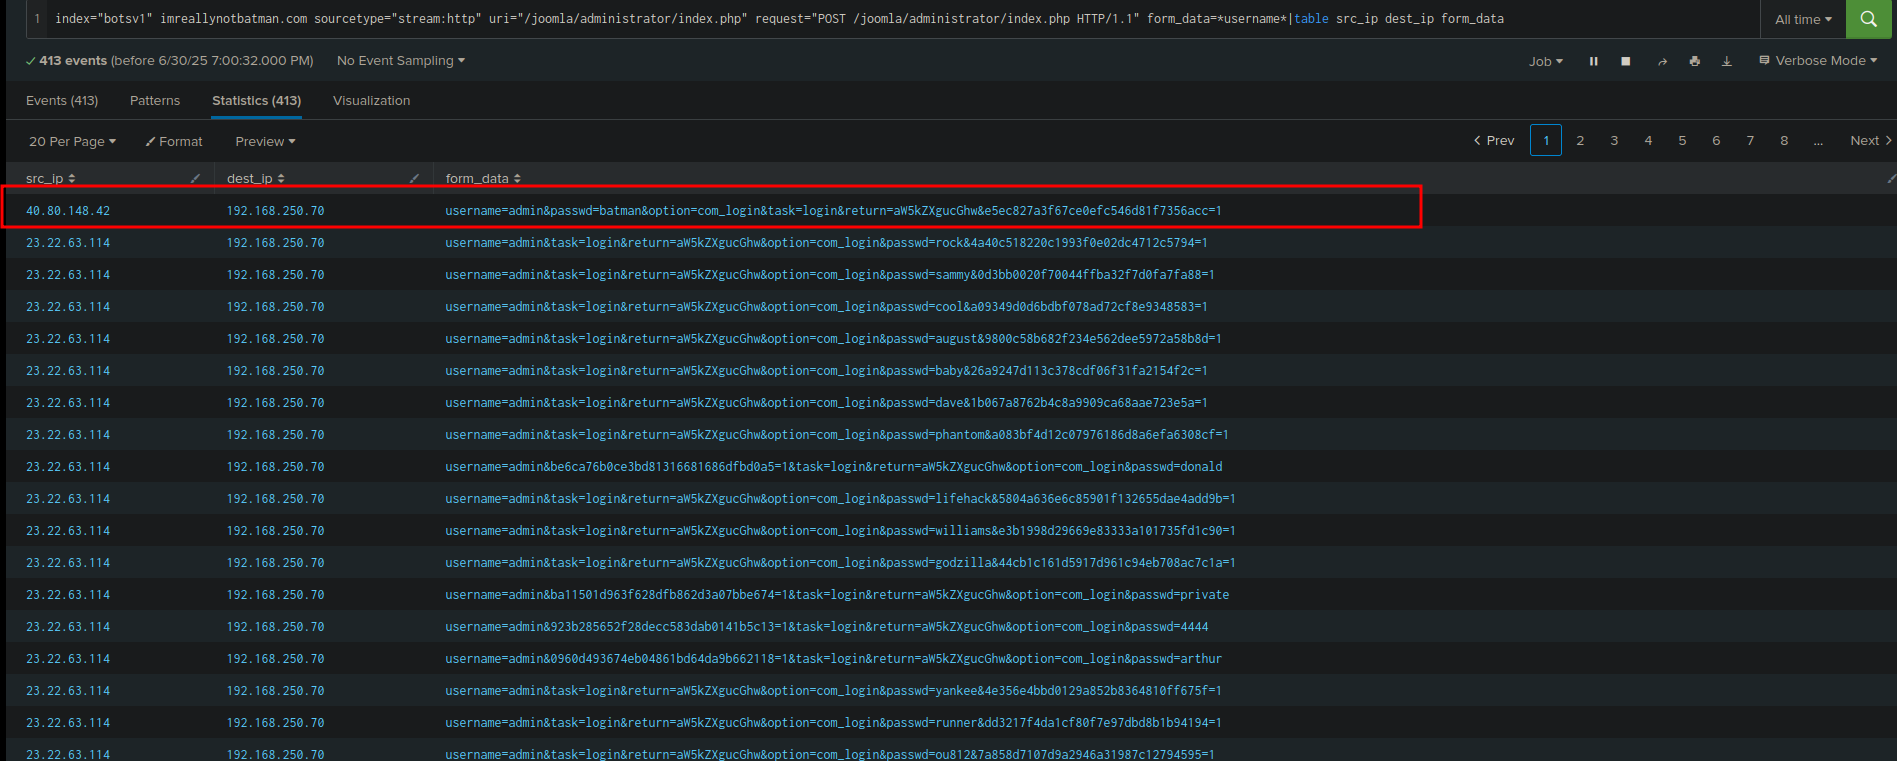 1 index="botsv1" imreallynotbatman.com sourcetype="stream:http" uri="/joomla/administrator/index.php" request="POST /joomla/administrator/index.php HTTP/1.1" form_data=*username*|table src_ip dest_ip form_data All time
413 events (before 6/30/25 7:00:32.000 PM) No Event Sampling Job Verbose Mode
Events (413) Patterns Statistics (413) Visualization
20 Per Page Format Preview Prev 1 2 3 4 5 6 7 8 ... Next
src_ip dest_ip form_data
40.80.148.42 192.168.250.70 username=admin&passwd=batman&option=com_login&task=login&return=aW5kZXgucGhw&e5ec827a3f67ce0efc546d81f7356acc=1
23.22.63.114 192.168.250.70 username=admin&task=login&return=aW5kZXgucGhw&option=com_login&passwd=rock&4a40c518220c1993f0e02dc4712c5794=1
23.22.63.114 192.168.250.70 username=admin&task=login&return=aW5kZXgucGhw&option=com_login&passwd=sammy&0d3bb0020f70044ffba32f7d0fa7fa88=1
23.22.63.114 192.168.250.70 username=admin&task=login&return=aW5kZXgucGhw&option=com_login&passwd=cool&a09349d0d6bdbf078ad72cf8e9348583=1
23.22.63.114 192.168.250.70 username=admin&task=login&return=aW5kZXgucGhw&option=com_login&passwd=august&9800c58b682f234e562dee5972a58b8d=1
23.22.63.114 192.168.250.70 username=admin&task=login&return=aW5kZXgucGhw&option=com_login&passwd=baby&26a9247d113c378cdf06f31fa2154f2c=1
23.22.63.114 192.168.250.70 username=admin&task=login&return=aW5kZXgucGhw&option=com_login&passwd=dave&1b067a8762b4c8a9909ca68aae723e5a=1
23.22.63.114 192.168.250.70 username=admin&task=login&return=aW5kZXgucGhw&option=com_login&passwd=phantom&a083bf4d12c07976186d8a6efa6308cf=1
23.22.63.114 192.168.250.70 username=admin&be6ca76b0ce3bd81316681686dfbd0a5=1&task=login&return=aW5kZXgucGhw&option=com_login&passwd=donald
23.22.63.114 192.168.250.70 username=admin&task=login&return=aW5kZXgucGhw&option=com_login&passwd=lifehack&5804a636e6c85901f132655dae4add9b=1
23.22.63.114 192.168.250.70 username=admin&task=login&return=aW5kZXgucGhw&option=com_login&passwd=williams&e3b1998d29669e83333a101735fd1c90=1
23.22.63.114 192.168.250.70 username=admin&task=login&return=aW5kZXgucGhw&option=com_login&passwd=godzilla&44cb1c161d5917d961c94eb708ac7c1a=1
23.22.63.114 192.168.250.70 username=admin&ba11501d963f628dfb862d3a07bbe674=1&task=login&return=aW5kZXgucGhw&option=com_login&passwd=private
23.22.63.114 192.168.250.70 username=admin&923b285652f28decc583dab0141b5c13=1&task=login&return=aW5kZXgucGhw&option=com_login&passwd=4444
23.22.63.114 192.168.250.70 username=admin&0960d493674eb04861bd64da9b662118=1&task=login&return=aW5kZXgucGhw&option=com_login&passwd=arthur
23.22.63.114 192.168.250.70 username=admin&task=login&return=aW5kZXgucGhw&option=com_login&passwd=yankee&4e356e4bbd0129a852b8364810ff675f=1
23.22.63.114 192.168.250.70 username=admin&task=login&return=aW5kZXgucGhw&option=com_login&passwd=runner&dd3217f4da1cf80f7e97dbd8b1b94194=1
23.22.63.114 192.168.250.70 username=admin&task=login&return=aW5kZXgucGhw&option=com_login&passwd=ou812&7a858d7107d9a2946a31987c12794595=1